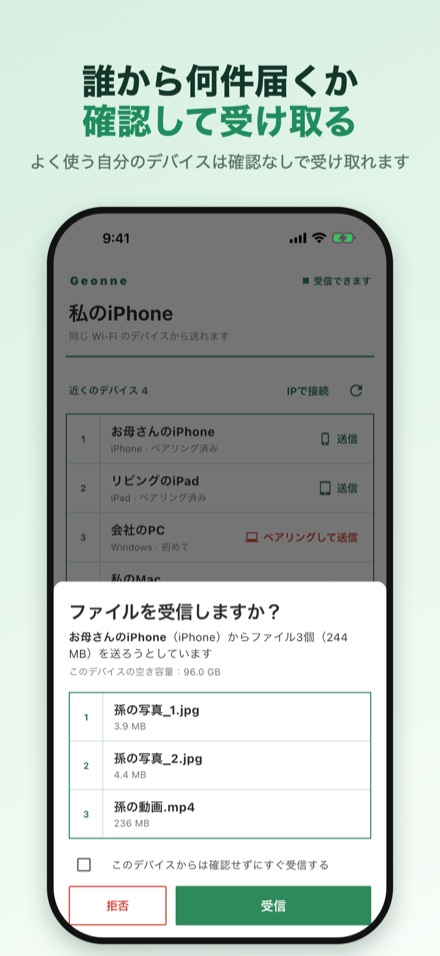 誰から何件届くか
確認して受け取る
よく使う自分のデバイスは確認なしで受け取れます
9:41
Geonne
受信できます
私のiPhone
同じ Wi-Fi のデバイスから送れます
近くのデバイス 4
IPで接続
1
お母さんのiPhone
iPhone · ペアリング済み
送信
2
リビングのiPad
iPad · ペアリング済み
送信
3
会社のPC
Windows · 初めて
ペアリングして送信
私のMac
ファイルを受信しますか？
お母さんのiPhone（iPhone）からファイル3個（244
MB）を送ろうとしています
このデバイスの空き容量：96.0 GB
1
孫の写真_1.jpg
3.9 MB
2
孫の写真_2.jpg
4.4 MB
3
孫の動画.mp4
236 MB
このデバイスからは確認せずにすぐ受信する
拒否
受信